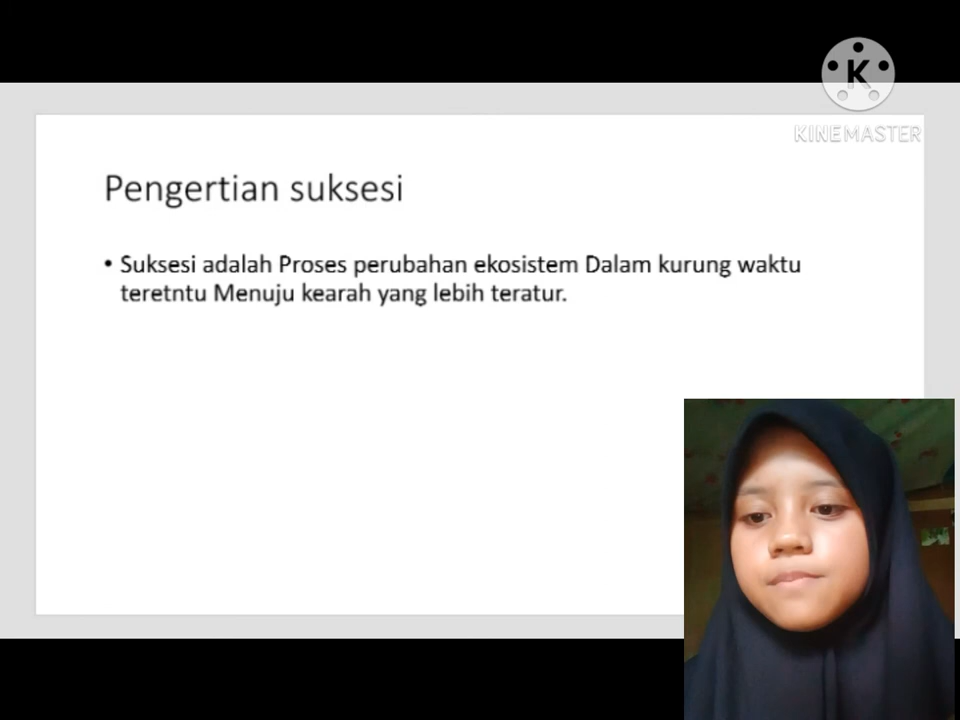 K
KINEMASTER
Pengertian suksesi
• Suksesi adalah Proses perubahan ekosistem Dalam kurung waktu
teretntu Menuju kearah yang lebih teratur.